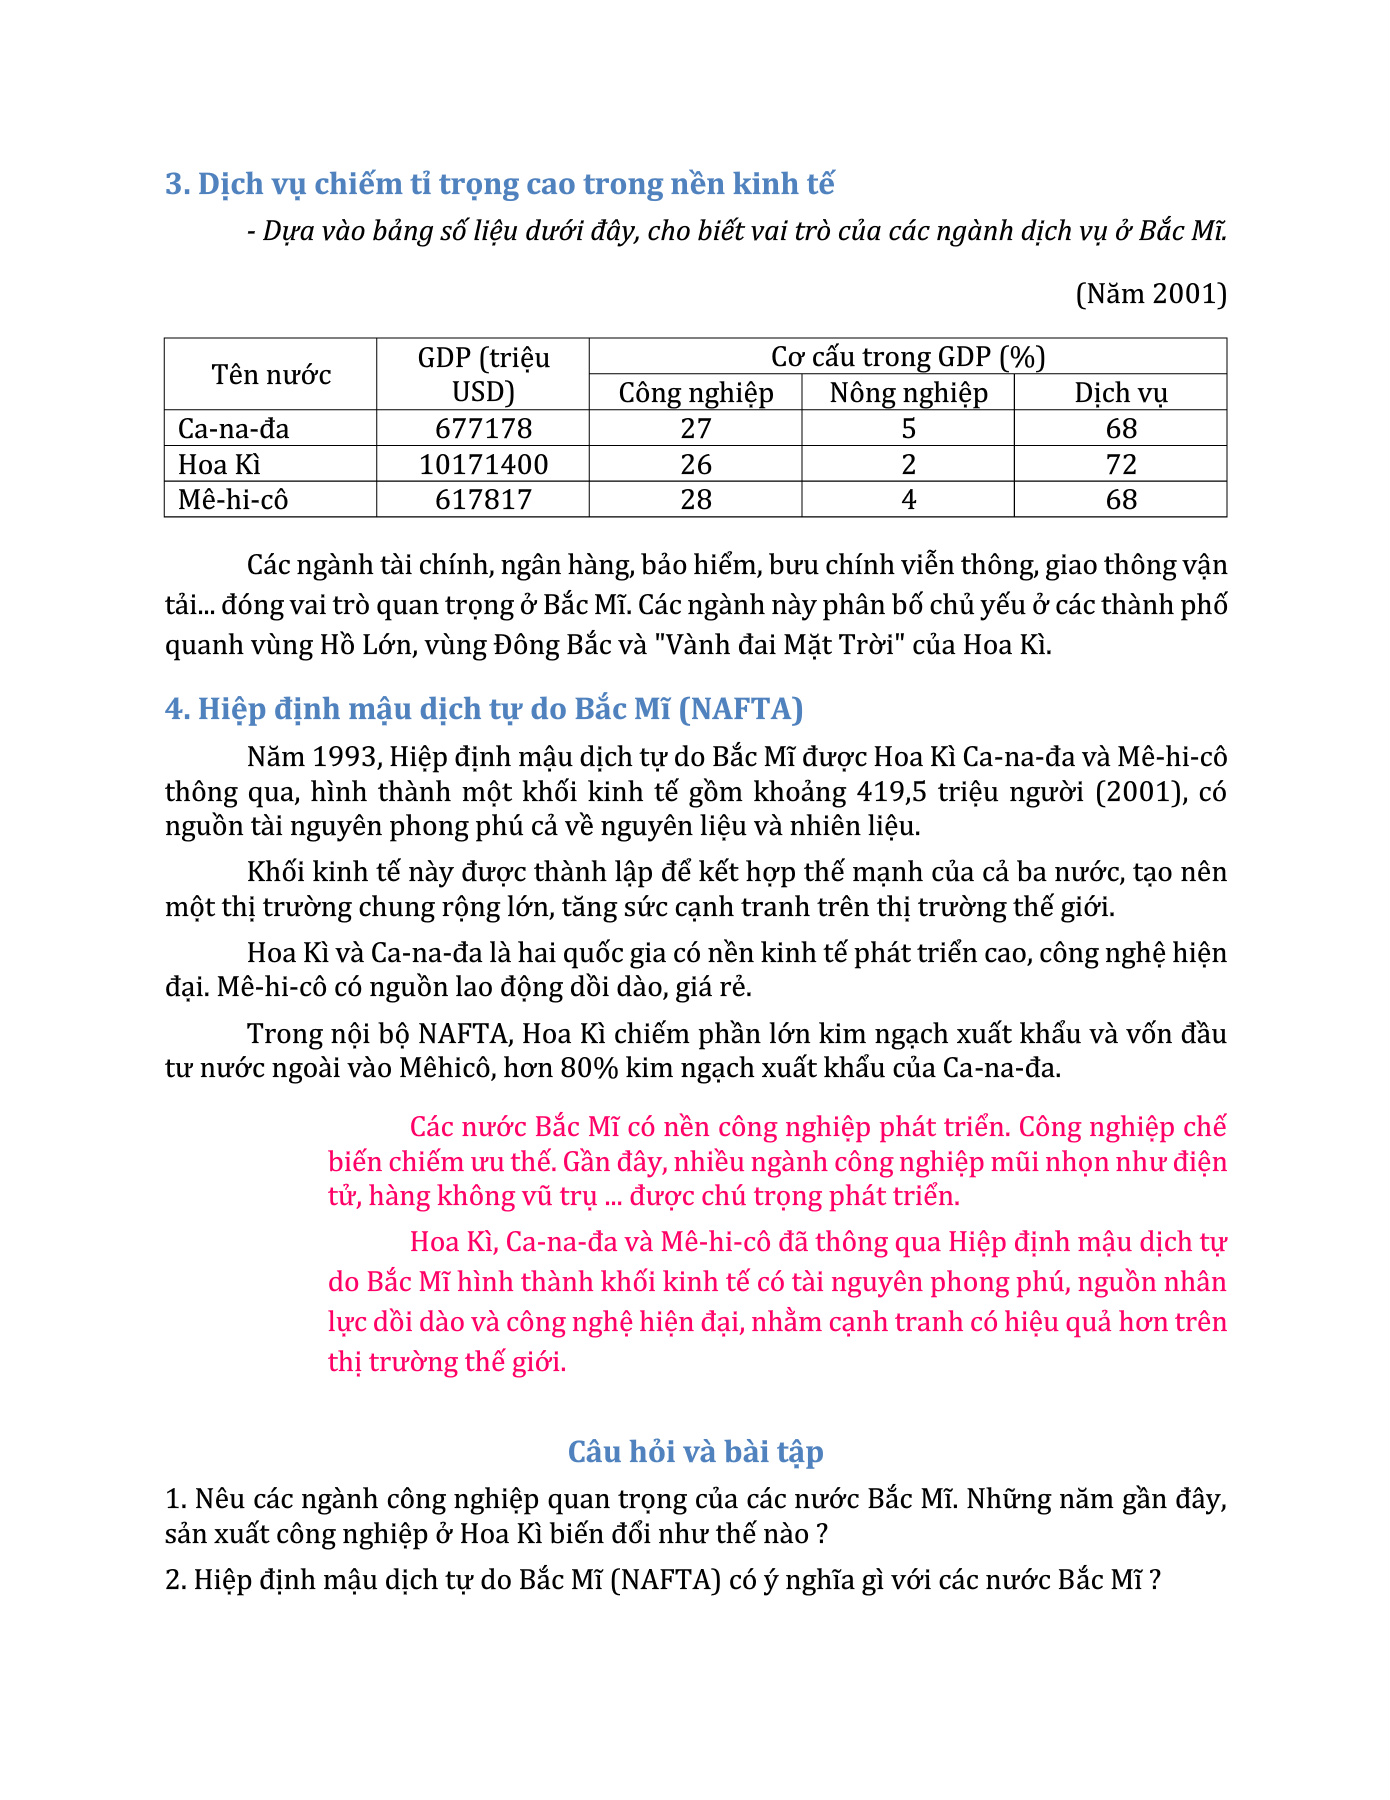 3. Dịch vụ chiếm tỉ trọng cao trong nền kinh tế
- Dựa vào bảng số liệu dưới đây, cho biết vai trò của các ngành dịch vụ ở Bắc Mĩ.
(Năm 2001)
Tên nước GDP (triệu USD) Cơ cấu trong GDP (%)
Công nghiệp Nông nghiệp Dịch vụ
Ca-na-đa 677178 27 5 68
Hoa Kì 10171400 26 2 72
Mê-hi-cô 617817 28 4 68
Các ngành tài chính, ngân hàng, bảo hiểm, bưu chính viễn thông, giao thông vận
tải... đóng vai trò quan trọng ở Bắc Mĩ. Các ngành này phân bố chủ yếu ở các thành phố
quanh vùng Hồ Lớn, vùng Đông Bắc và "Vành đai Mặt Trời" của Hoa Kì.
4. Hiệp định mậu dịch tự do Bắc Mĩ (NAFTA)
Năm 1993, Hiệp định mậu dịch tự do Bắc Mĩ được Hoa Kì Ca-na-đa và Mê-hi-cô
thông qua, hình thành một khối kinh tế gồm khoảng 419,5 triệu người (2001), có
nguồn tài nguyên phong phú cả về nguyên liệu và nhiên liệu.
Khối kinh tế này được thành lập để kết hợp thế mạnh của cả ba nước, tạo nên
một thị trường chung rộng lớn, tăng sức cạnh tranh trên thị trường thế giới.
Hoa Kì và Ca-na-đa là hai quốc gia có nền kinh tế phát triển cao, công nghệ hiện
đại. Mê-hi-cô có nguồn lao động dồi dào, giá rẻ.
Trong nội bộ NAFTA, Hoa Kì chiếm phần lớn kim ngạch xuất khẩu và vốn đầu
tư nước ngoài vào Mêhicô, hơn 80% kim ngạch xuất khẩu của Ca-na-đa.
Các nước Bắc Mĩ có nền công nghiệp phát triển. Công nghiệp chế
biến chiếm ưu thế. Gần đây, nhiều ngành công nghiệp mũi nhọn như điện
tử, hàng không vũ trụ ... được chú trọng phát triển.
Hoa Kì, Ca-na-đa và Mê-hi-cô đã thông qua Hiệp định mậu dịch tự
do Bắc Mĩ hình thành khối kinh tế có tài nguyên phong phú, nguồn nhân
lực dồi dào và công nghệ hiện đại, nhằm cạnh tranh có hiệu quả hơn trên
thị trường thế giới.
Câu hỏi và bài tập
1. Nêu các ngành công nghiệp quan trọng của các nước Bắc Mĩ. Những năm gần đây,
sản xuất công nghiệp ở Hoa Kì biến đổi như thế nào ?
2. Hiệp định mậu dịch tự do Bắc Mĩ (NAFTA) có ý nghĩa gì với các nước Bắc Mĩ ?